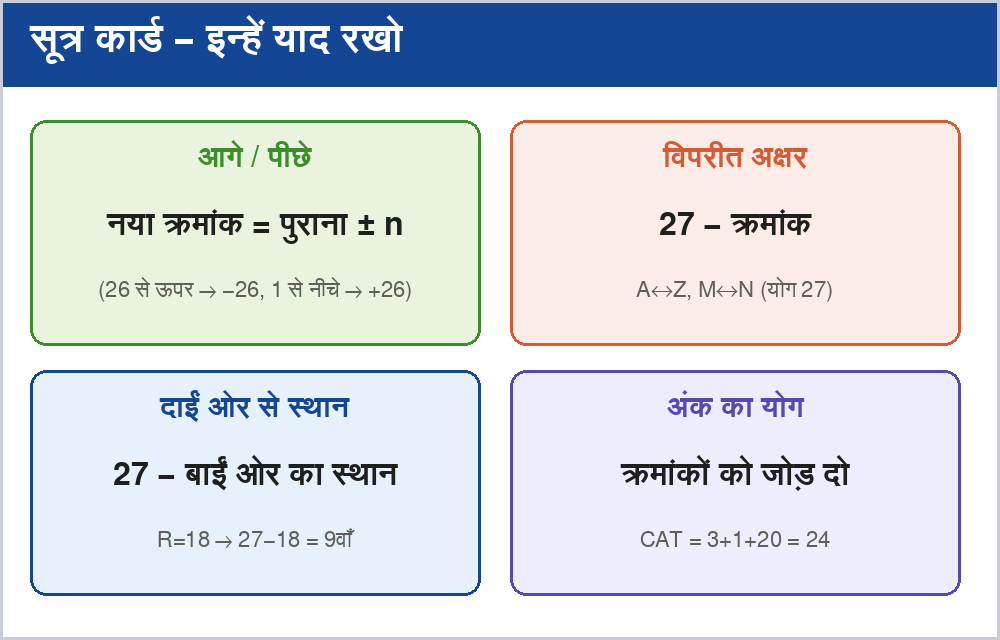 सूत्र कार्ड – इन्हें याद रखो
आगे / पीछे
नया क्रमांक = पुराना ± n
(26 से ऊपर → −26, 1 से नीचे → +26)
विपरीत अक्षर
27 − क्रमांक
A↔Z, M↔N (योग 27)
दाईं ओर से स्थान
27 − बाईं ओर का स्थान
R=18 → 27−18 = 9वाँ
अंक का योग
क्रमांकों को जोड़ दो
CAT = 3+1+20 = 24